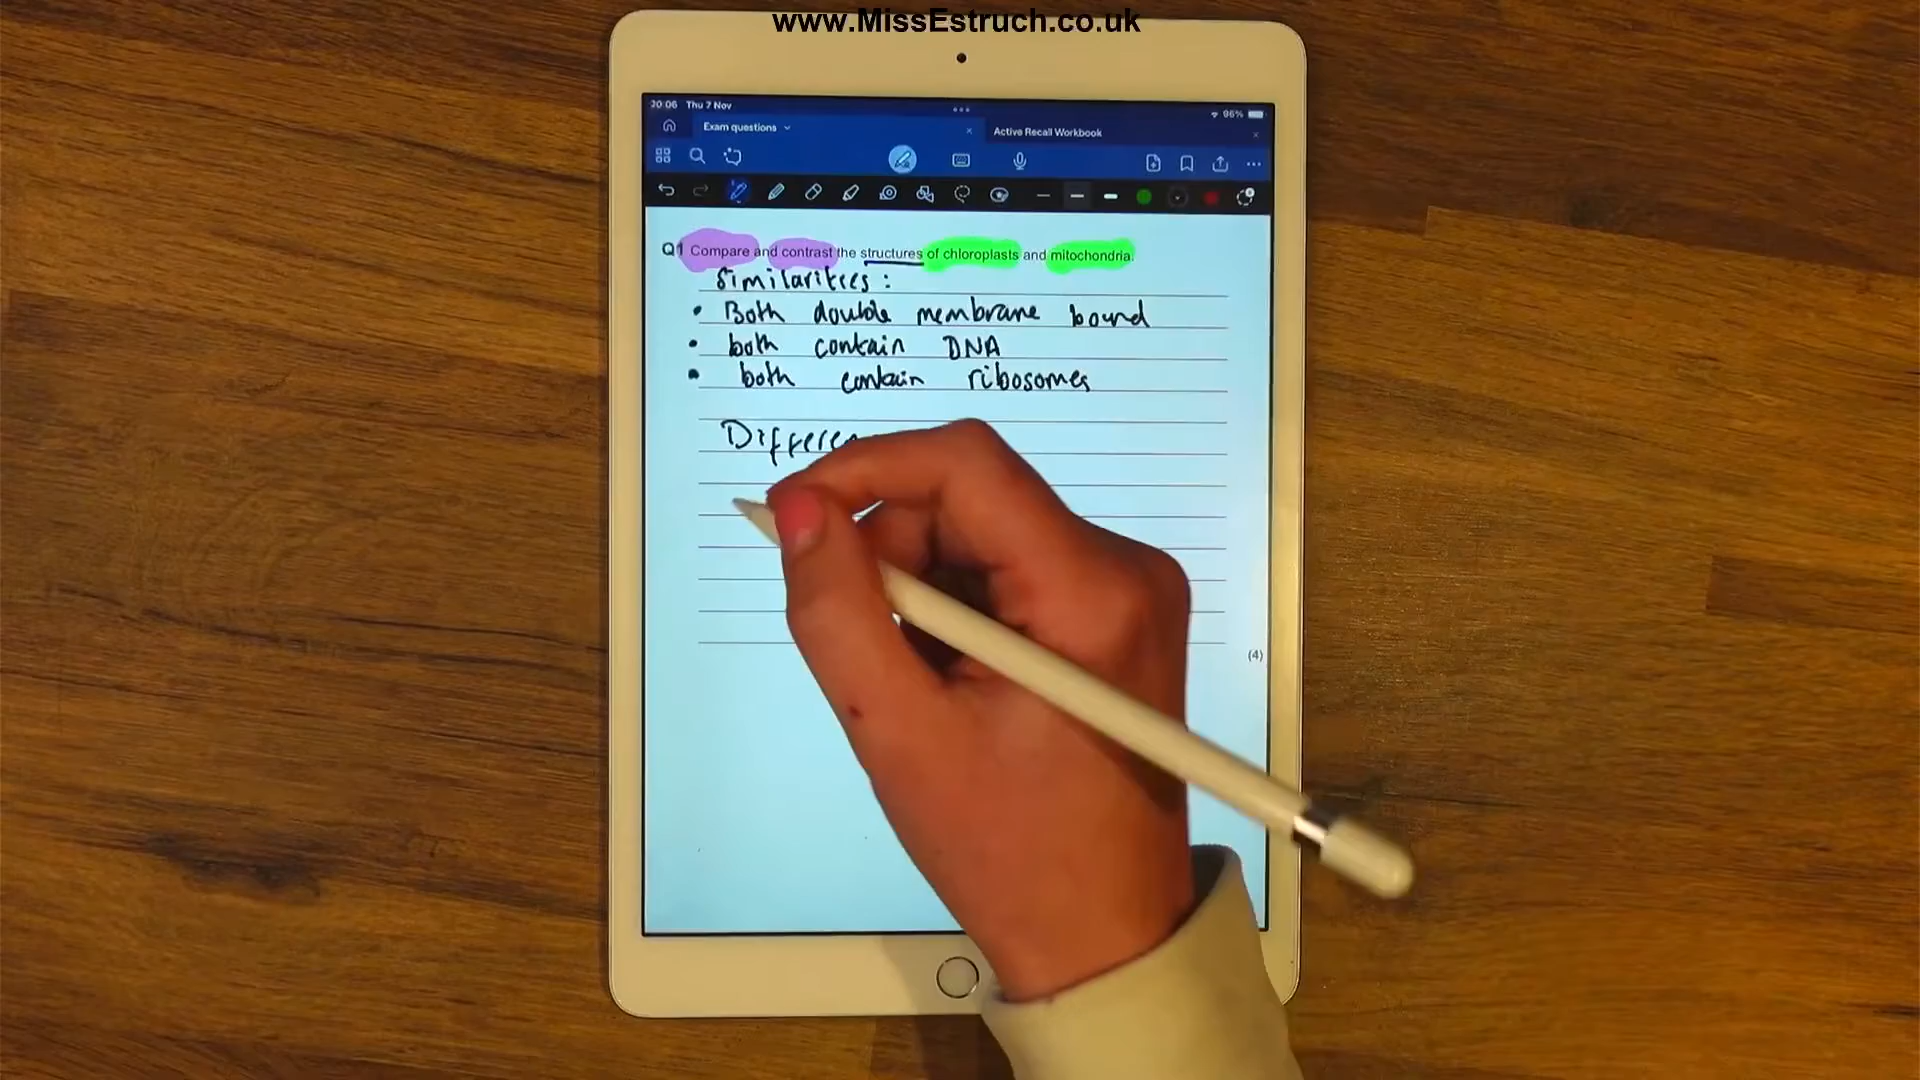 www.MissEstruch.co.uk
20:06 Thu 7 Nov
96%
Exam questions
Active Recall Workbook
Q1 Compare and contrast the structures of chloroplasts and mitochondria.
Similarities:
• Both double membrane bound
• both contain DNA
• both contain ribosomes
(4)